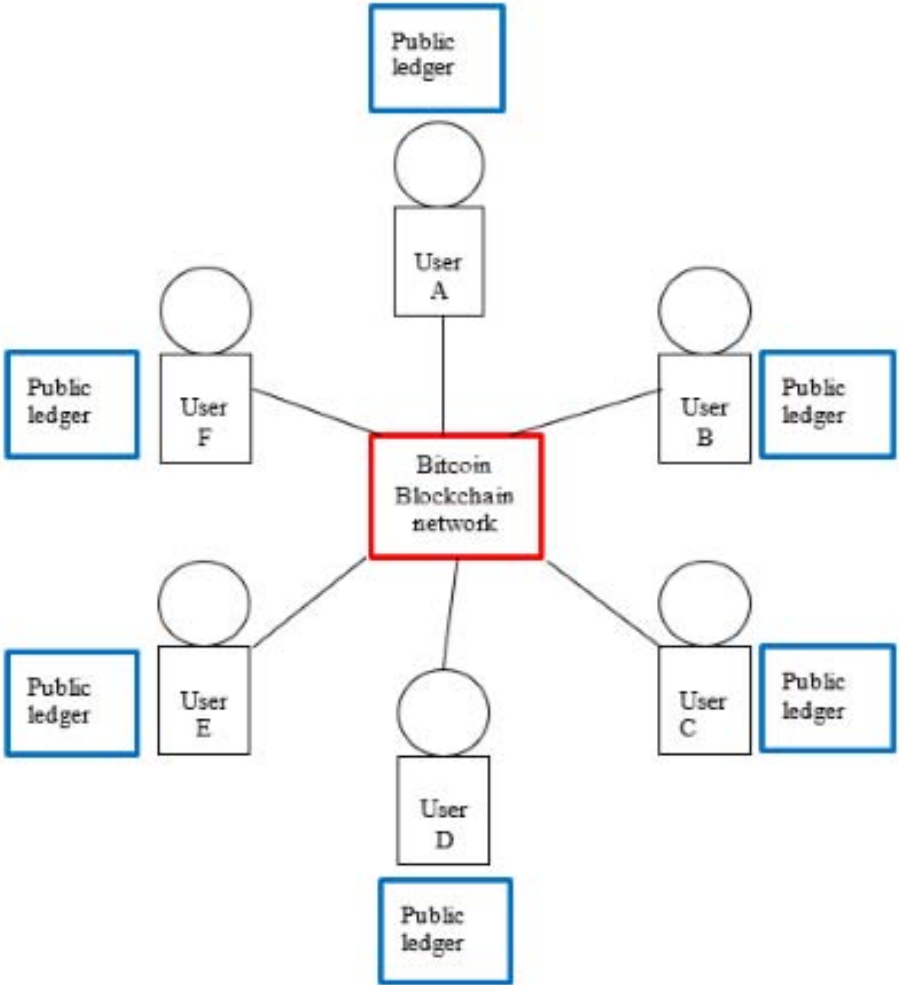 Public
ledger
User
A
Public
ledger
User
F
User
B
Public
ledger
Bitcoin
Blockchain
network
Public
ledger
User
E
User
C
Public
ledger
User
D
Public
ledger